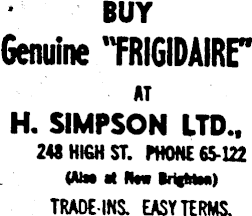 BUY
Genuine "FRIGIDAIRE"
AT
H. SIMPSON LTD.,
248 HIGH ST. PHONE 65-122
(Also at New Brighton)
TRADE-INS. EASY TERMS.